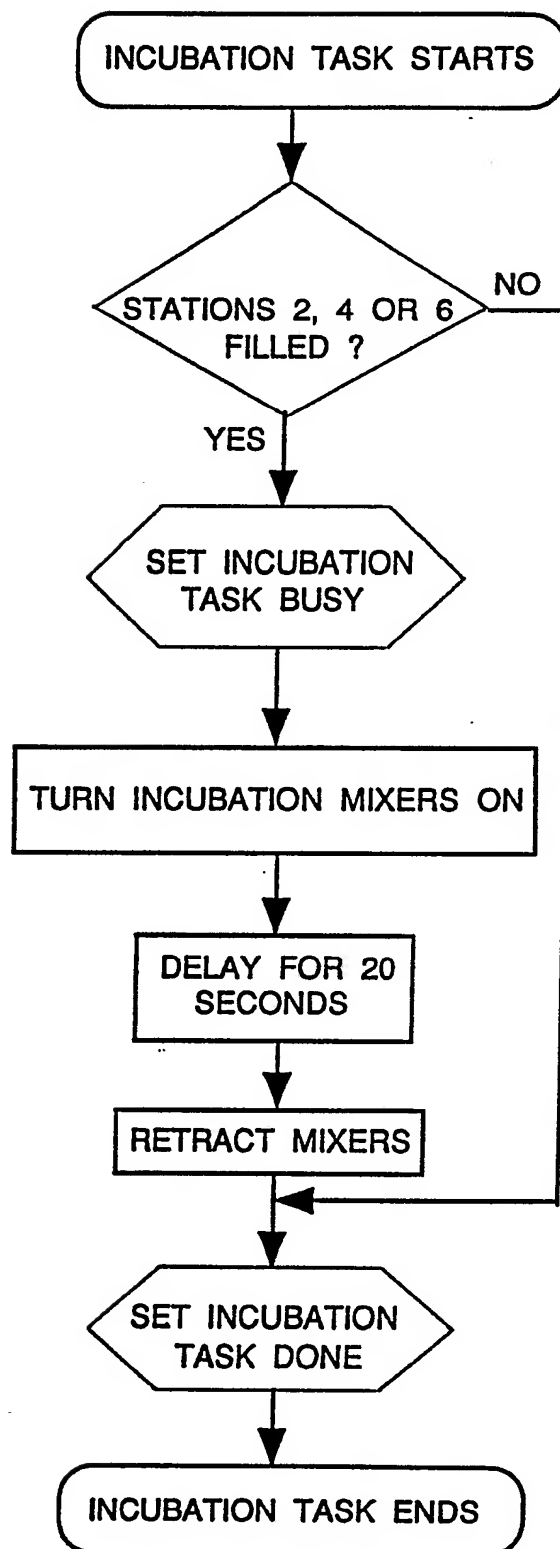 INCUBATION TASK STARTS
STATIONS 2, 4 OR 6
FILLED ?
NO
YES
SET INCUBATION
TASK BUSY
TURN INCUBATION MIXERS ON
DELAY FOR 20
SECONDS
RETRACT MIXERS
SET INCUBATION
TASK DONE
INCUBATION TASK ENDS